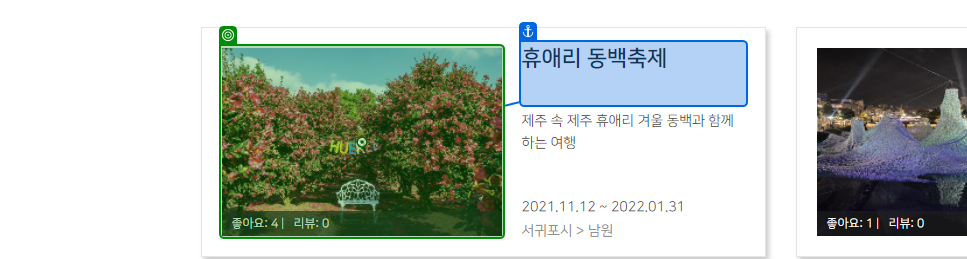 휴애리 동백축제
제주 속 제주 휴애리 겨울 동백과 함께
하는 여행
2021.11.12 ~ 2022.01.31
서귀포시 > 남원
좋아요: 4 | 리뷰: 0
좋아요: 1 | 리뷰: 0